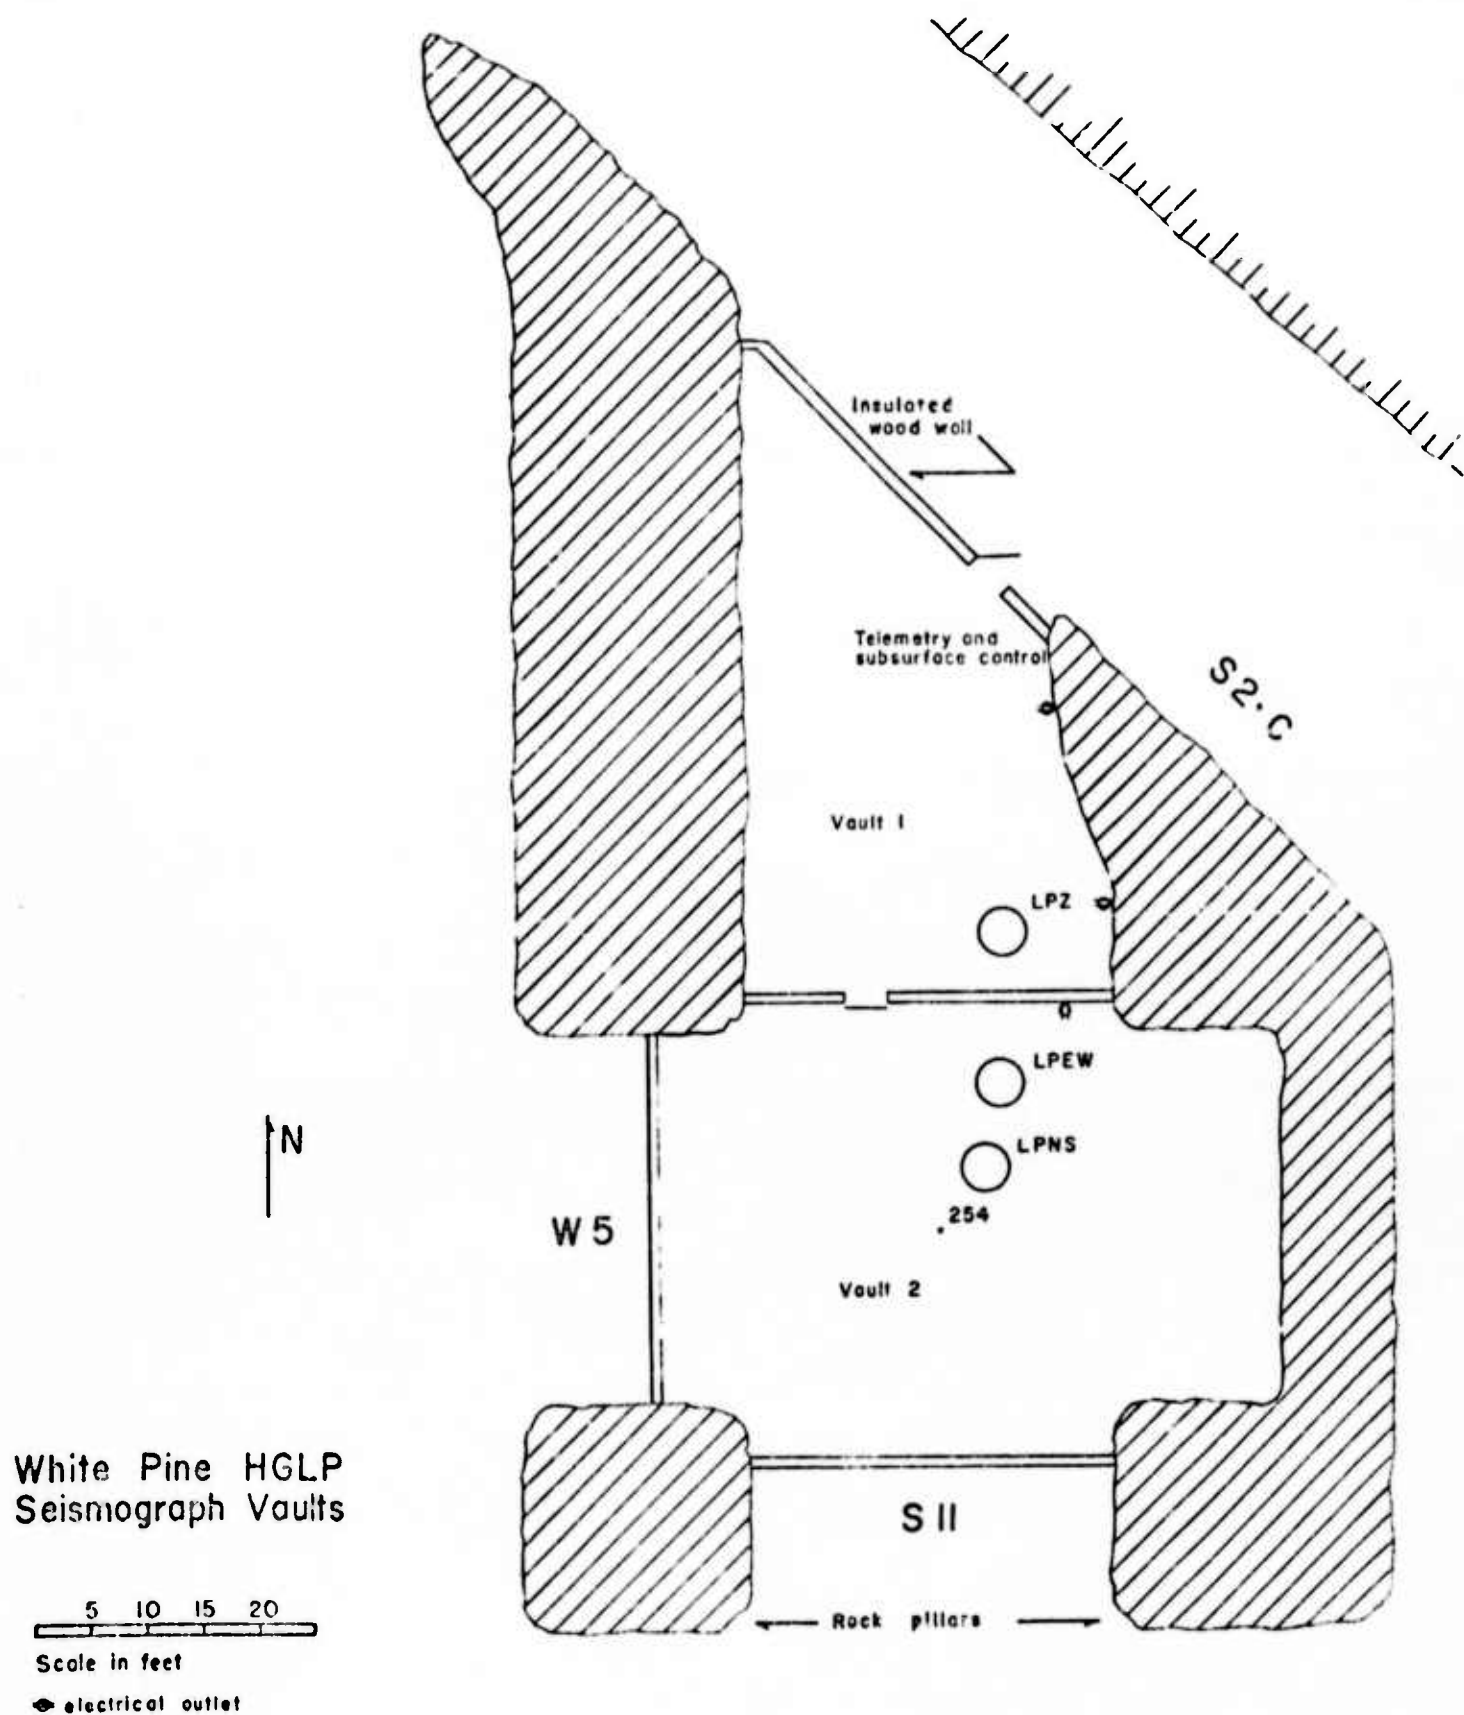 Insulated
wood wall
Telemetry and
subsurface control
S2·C
Vault 1
LPZ
LPEW
N
LPNS
254
W5
Vault 2
White Pine HGLP
Seismograph Vaults
S11
5 10 15 20
Rock pillars
Scale in feet
electrical outlet